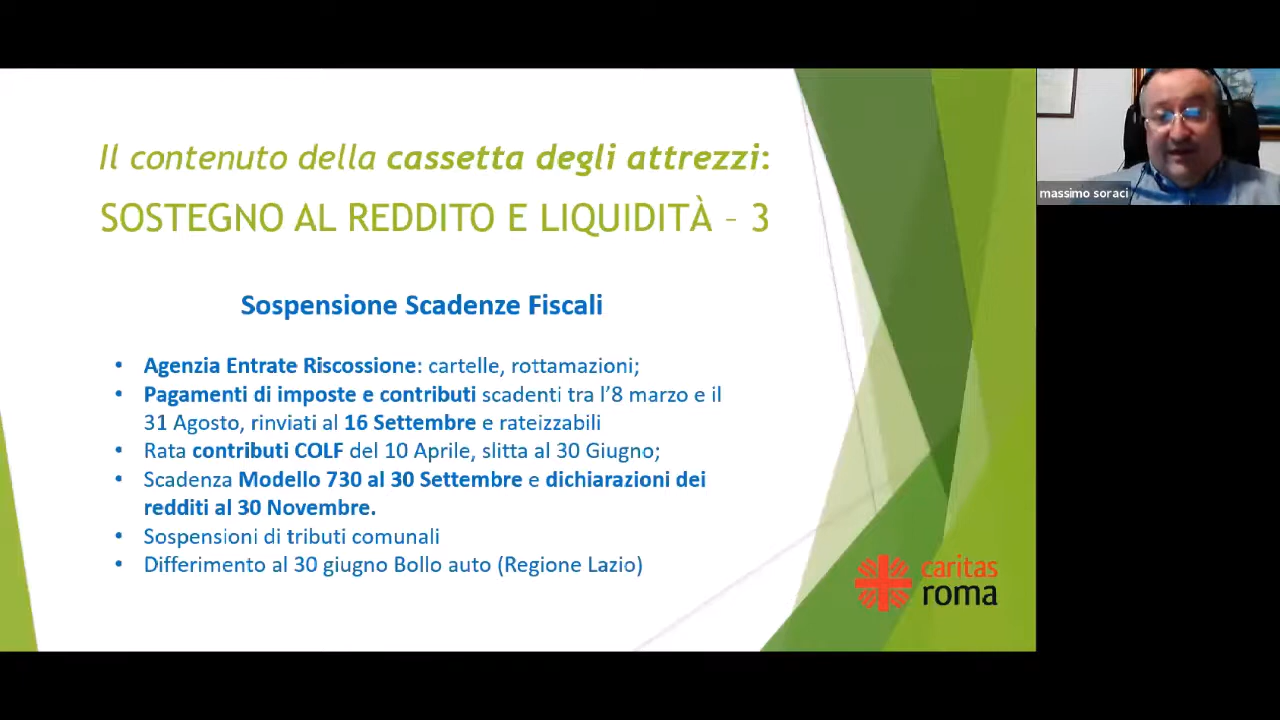 Il contenuto della cassetta degli attrezzi:
SOSTEGNO AL REDDITO E LIQUIDITÀ – 3
Sospensione Scadenze Fiscali
• Agenzia Entrate Riscossione: cartelle, rottamazioni;
• Pagamenti di imposte e contributi scadenti tra l’8 marzo e il
31 Agosto, rinviati al 16 Settembre e rateizzabili
• Rata contributi COLF del 10 Aprile, slitta al 30 Giugno;
• Scadenza Modello 730 al 30 Settembre e dichiarazioni dei
redditi al 30 Novembre.
• Sospensioni di tributi comunali
• Differimento al 30 giugno Bollo auto (Regione Lazio)
caritas
roma
massimo soraci